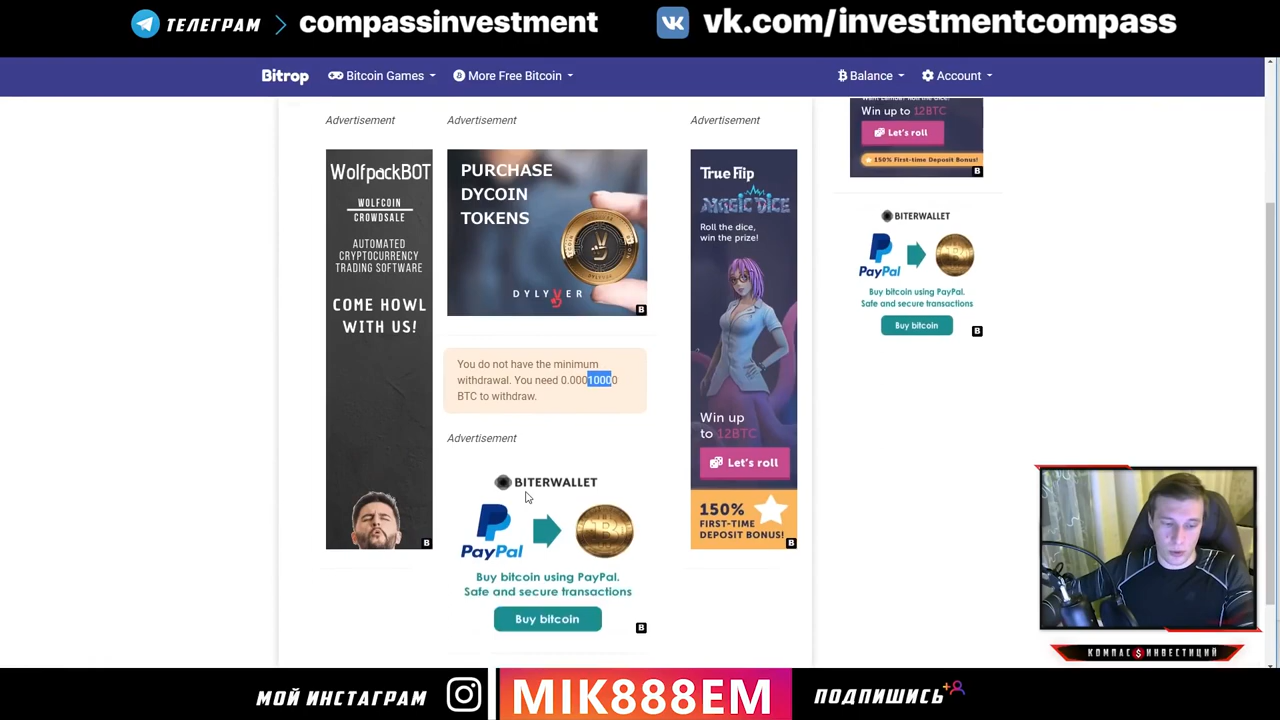 ТЕЛЕГРАМ > compassinvestment
vk.com/investmentcompass
Bitrop
Bitcoin Games
More Free Bitcoin
Balance
Account
Advertisement
Advertisement
Advertisement
WolfpackBOT
WOLFCOIN
CROWDSALE
AUTOMATED
CRYPTOCURRENCY
TRADING SOFTWARE
COME HOWL
WITH US!
PURCHASE
DYCOIN
TOKENS
DYLYVER
You do not have the minimum
withdrawal. You need 0.00010000
BTC to withdraw.
Advertisement
BITERWALLET
PayPal
Buy bitcoin using PayPal.
Safe and secure transactions
Buy bitcoin
True Flip
MAGIC DICE
Roll the dice,
win the prize!
Win up
to 12BTC
Let's roll
150%
FIRST-TIME
DEPOSIT BONUS!
Win up to 12BTC
Let's roll
150% First-time Deposit Bonus!
BITERWALLET
PayPal
Buy bitcoin using PayPal.
Safe and secure transactions
Buy bitcoin
КОМПАС $ ИНВЕСТИЦИЙ
МОЙ ИНСТАГРАМ
MIK888EM
ПОДПИШИСЬ